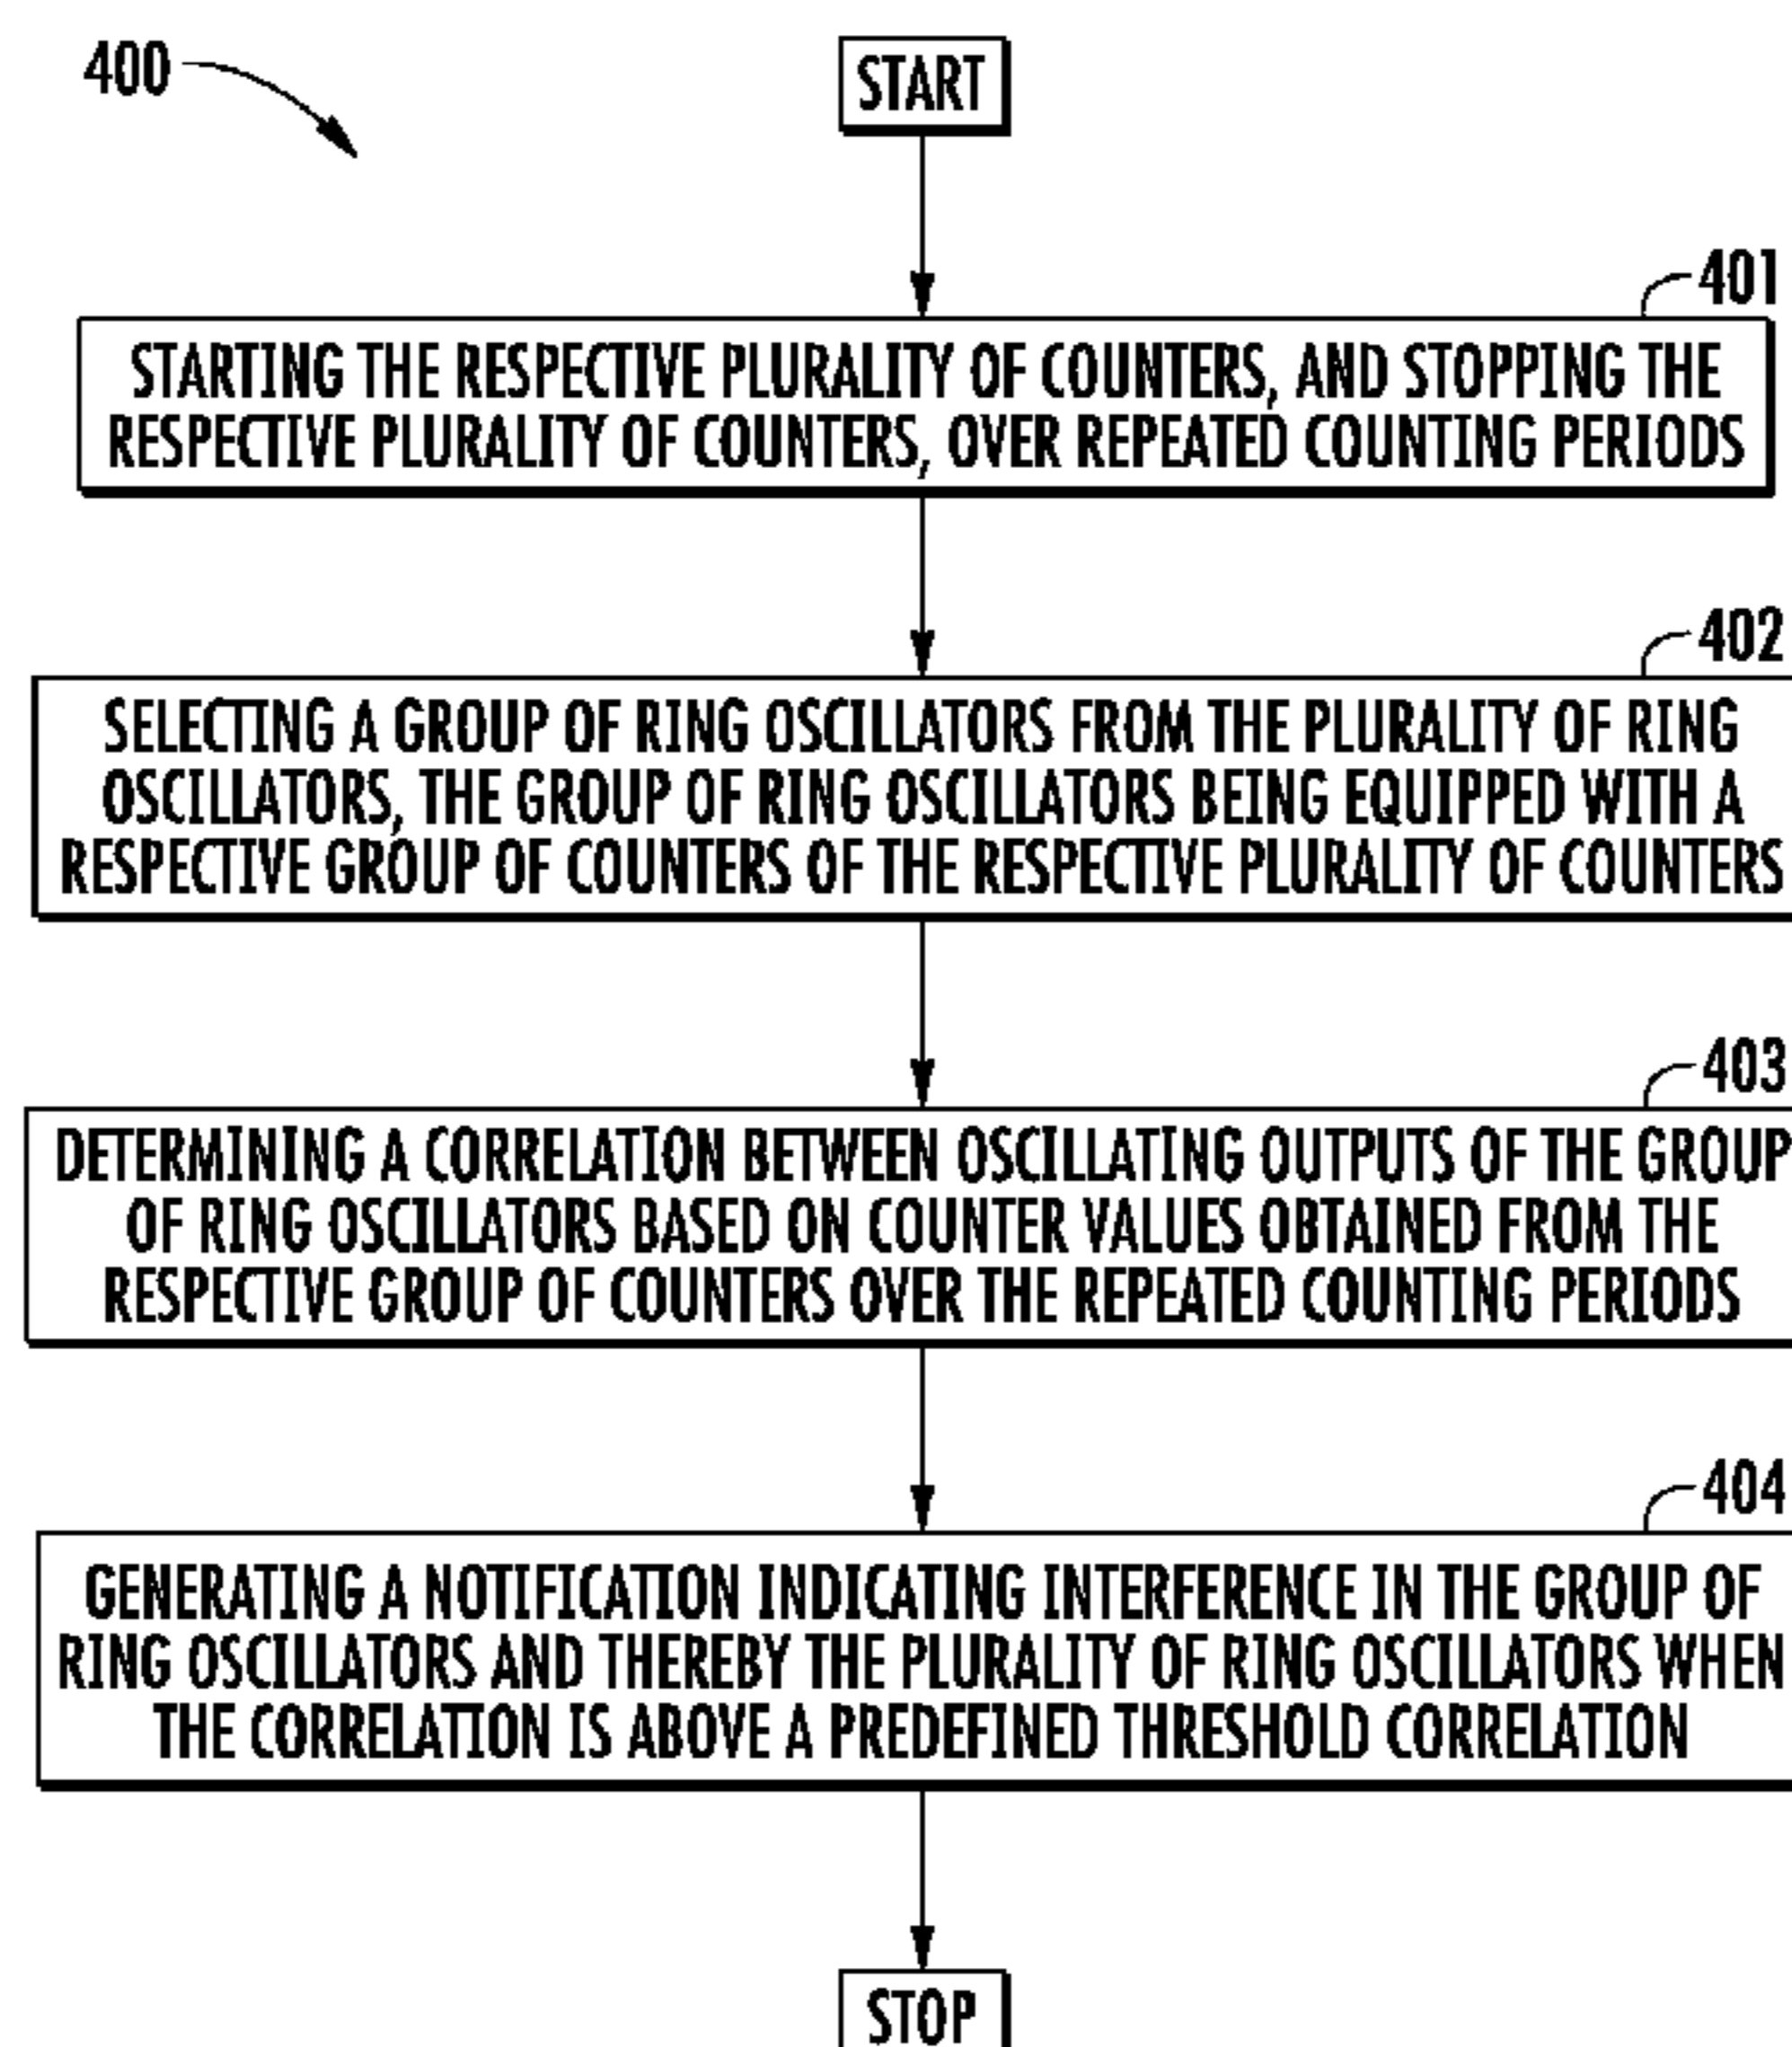 400
START
401
STARTING THE RESPECTIVE PLURALITY OF COUNTERS, AND STOPPING THE
RESPECTIVE PLURALITY OF COUNTERS, OVER REPEATED COUNTING PERIODS
402
SELECTING A GROUP OF RING OSCILLATORS FROM THE PLURALITY OF RING
OSCILLATORS, THE GROUP OF RING OSCILLATORS BEING EQUIPPED WITH A
RESPECTIVE GROUP OF COUNTERS OF THE RESPECTIVE PLURALITY OF COUNTERS
403
DETERMINING A CORRELATION BETWEEN OSCILLATING OUTPUTS OF THE GROUP
OF RING OSCILLATORS BASED ON COUNTER VALUES OBTAINED FROM THE
RESPECTIVE GROUP OF COUNTERS OVER THE REPEATED COUNTING PERIODS
404
GENERATING A NOTIFICATION INDICATING INTERFERENCE IN THE GROUP OF
RING OSCILLATORS AND THEREBY THE PLURALITY OF RING OSCILLATORS WHEN
THE CORRELATION IS ABOVE A PREDEFINED THRESHOLD CORRELATION
STOP